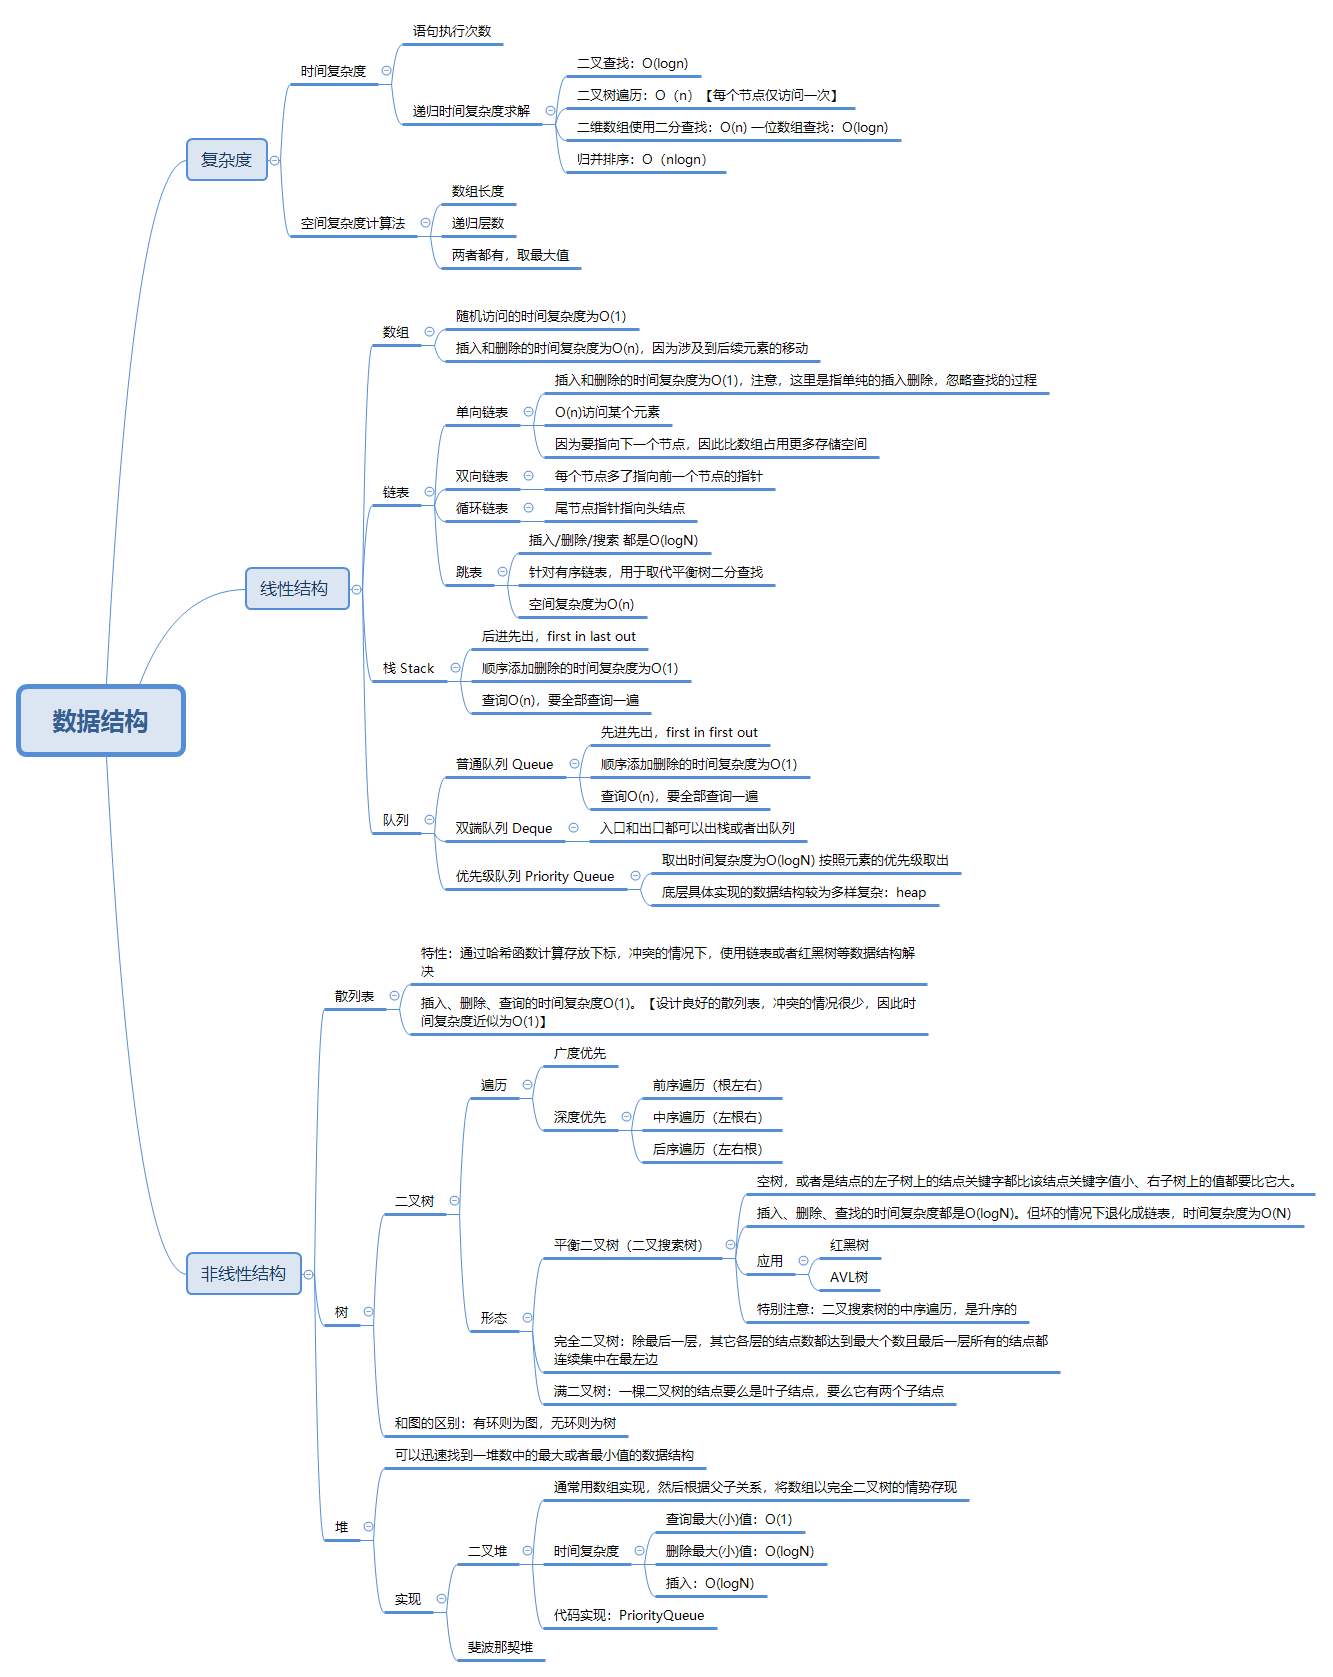 数据结构
复杂度
时间复杂度
语句执行次数
递归时间复杂度求解
二叉查找：O(logn)
二叉树遍历：O（n）【每个节点仅访问一次】
二维数组使用二分查找：O(n) 一位数组查找：O(logn)
归并排序：O（nlogn）
空间复杂度计算法
数组长度
递归层数
两者都有，取最大值
线性结构
数组
随机访问的时间复杂度为O(1)
插入和删除的时间复杂度为O(n)，因为涉及到后续元素的移动
链表
单向链表
插入和删除的时间复杂度为O(1)，注意，这里是指单纯的插入删除，忽略查找的过程
O(n)访问某个元素
因为要指向下一个节点，因此比数组占用更多存储空间
双向链表
每个节点多了指向前一个节点的指针
循环链表
尾节点指针指向头结点
跳表
插入/删除/搜索 都是O(logN)
针对有序链表，用于取代平衡树二分查找
空间复杂度为O(n)
栈 Stack
后进先出，first in last out
顺序添加删除的时间复杂度为O(1)
查询O(n)，要全部查询一遍
队列
普通队列 Queue
先进先出，first in first out
顺序添加删除的时间复杂度为O(1)
查询O(n)，要全部查询一遍
双端队列 Deque
入口和出口都可以出栈或者出队列
优先级队列 Priority Queue
取出时间复杂度为O(logN) 按照元素的优先级取出
底层具体实现的数据结构较为多样复杂：heap
非线性结构
散列表
特性：通过哈希函数计算存放下标，冲突的情况下，使用链表或者红黑树等数据结构解
决
插入、删除、查询的时间复杂度O(1)。【设计良好的散列表，冲突的情况很少，因此时
间复杂度近似为O(1)】
树
二叉树
遍历
广度优先
深度优先
前序遍历（根左右）
中序遍历（左根右）
后序遍历（左右根）
形态
平衡二叉树（二叉搜索树）
空树，或者是结点的左子树上的结点关键字都比该结点关键字值小、右子树上的值都要比它大。
插入、删除、查找的时间复杂度都是O(logN)。但坏的情况下退化成链表，时间复杂度为O(N)
应用
红黑树
AVL树
特别注意：二叉搜索树的中序遍历，是升序的
完全二叉树：除最后一层，其它各层的结点数都达到最大个数且最后一层所有的结点都
连续集中在最左边
满二叉树：一棵二叉树的结点要么是叶子结点，要么它有两个子结点
和图的区别：有环则为图，无环则为树
堆
可以迅速找到一堆数中的最大或者最小值的数据结构
实现
二叉堆
通常用数组实现，然后根据父子关系，将数组以完全二叉树的情势存现
时间复杂度
查询最大(小)值：O(1)
删除最大(小)值：O(logN)
插入：O(logN)
代码实现：PriorityQueue
斐波那契堆